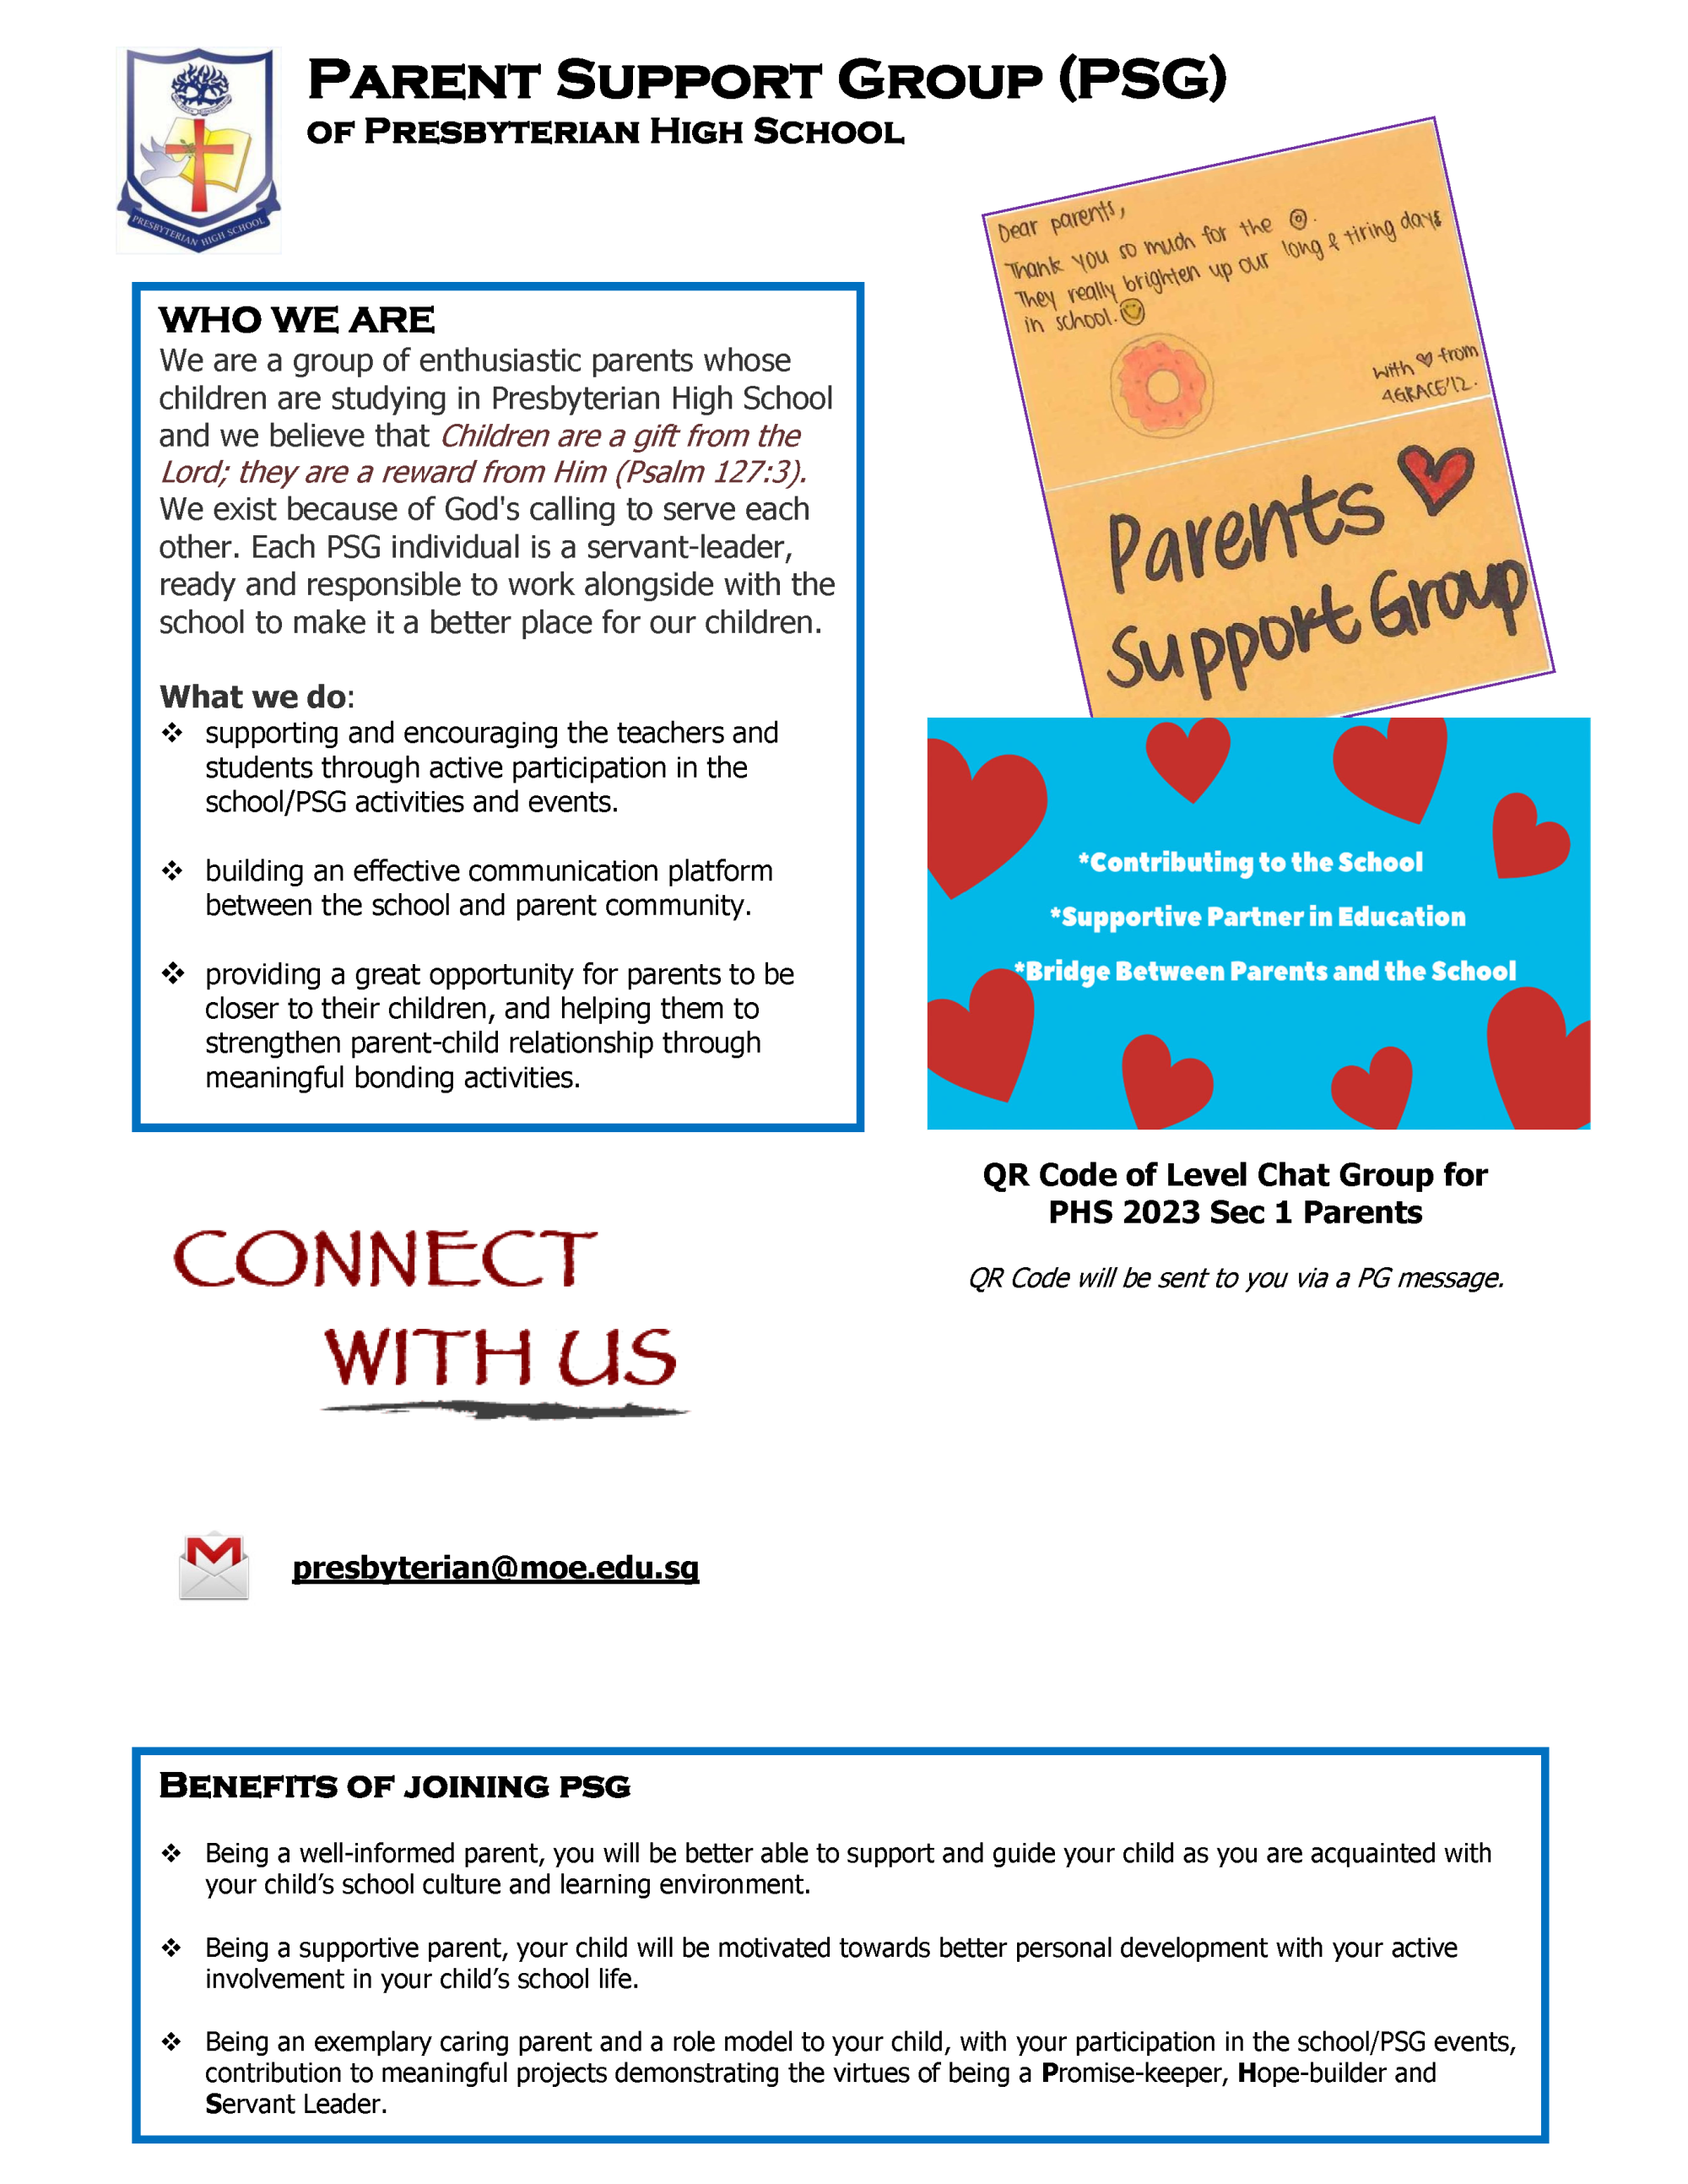 PARENT SUPPORT GROUP (PSG)
OF PRESBYTERIAN HIGH SCHOOL
PRESBYTERIAN HIGH SCHOOL
WHO WE ARE
We are a group of enthusiastic parents whose
children are studying in Presbyterian High School
and we believe that Children are a gift from the
Lord; they are a reward from Him (Psalm 127:3).
We exist because of God's calling to serve each
other. Each PSG individual is a servant-leader,
ready and responsible to work alongside with the
school to make it a better place for our children.
What we do:
❖ supporting and encouraging the teachers and
students through active participation in the
school/PSG activities and events.
❖ building an effective communication platform
between the school and parent community.
❖ providing a great opportunity for parents to be
closer to their children, and helping them to
strengthen parent-child relationship through
meaningful bonding activities.
Dear parents,
Thank you so much for the
They really brighten up our long & tiring days
in school.
With ♡ from
4GRACE'12.
Parents
Support Group
*Contributing to the School
*Supportive Partner in Education
*Bridge Between Parents and the School
QR Code of Level Chat Group for
PHS 2023 Sec 1 Parents
QR Code will be sent to you via a PG message.
CONNECT
WITH US
presbyterian@moe.edu.sg
BENEFITS OF JOINING PSG
❖ Being a well-informed parent, you will be better able to support and guide your child as you are acquainted with
your child’s school culture and learning environment.
❖ Being a supportive parent, your child will be motivated towards better personal development with your active
involvement in your child’s school life.
❖ Being an exemplary caring parent and a role model to your child, with your participation in the school/PSG events,
contribution to meaningful projects demonstrating the virtues of being a Promise-keeper, Hope-builder and
Servant Leader.